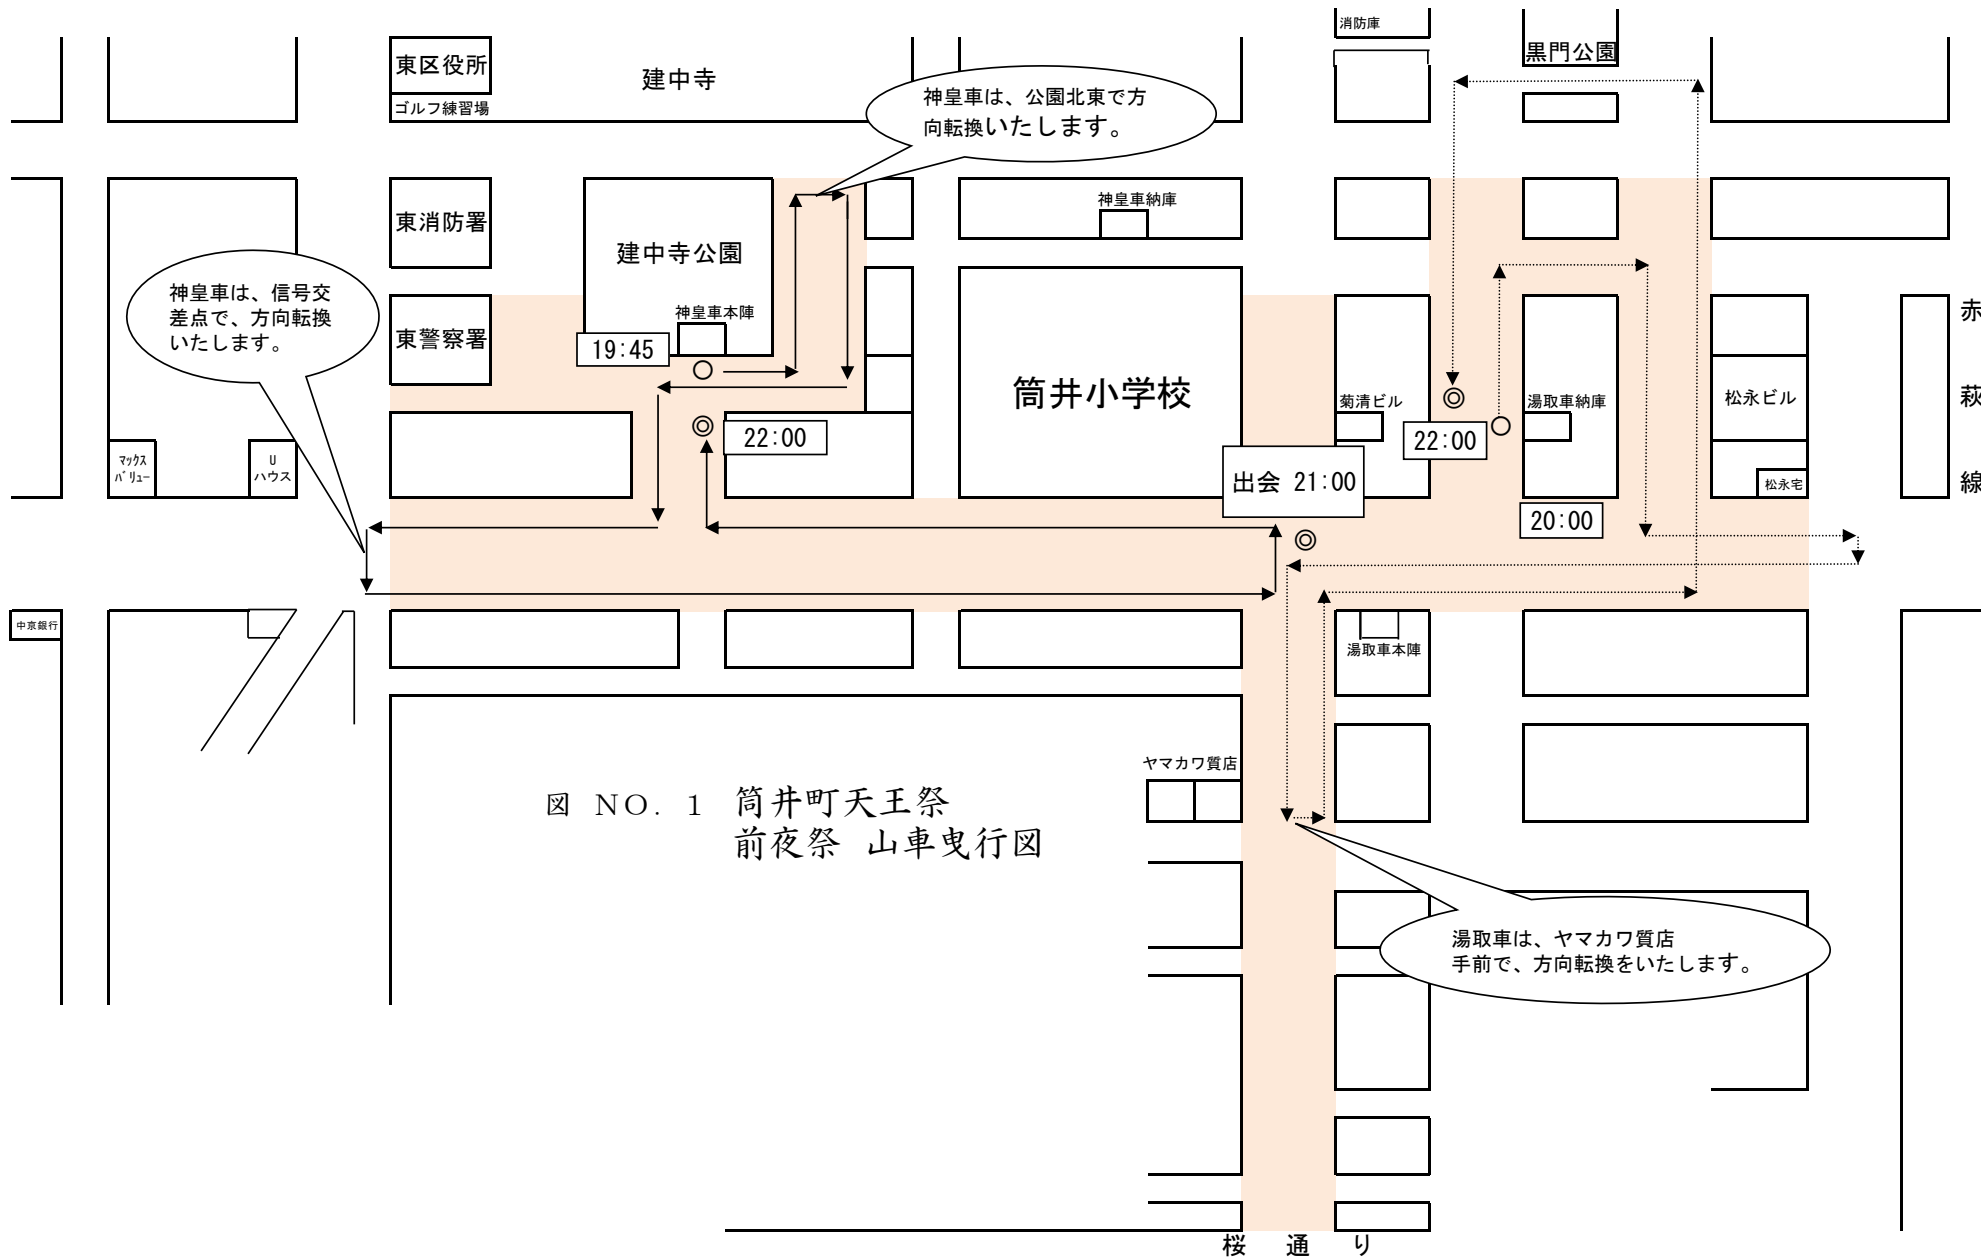 消防庫
東区役所
建中寺
黒門公園
ゴルフ練習場
神皇車は、公園北東で方
向転換いたします。
東消防署
神皇車納庫
建中寺公園
神皇車は、信号交
差点で、方向転換
いたします。
神皇車本陣
東警察署
19:45
赤
萩
線
筒井小学校
菊清ビル
湯取車納庫
松永ビル
22:00
22:00
マックス
バリュー
U
ハウス
出会 21:00
松永宅
20:00
中京銀行
湯取車本陣
ヤマカワ質店
図 NO. 1 筒井町天王祭
前夜祭 山車曳行図
湯取車は、ヤマカワ質店
手前で、方向転換をいたします。
桜 通 り